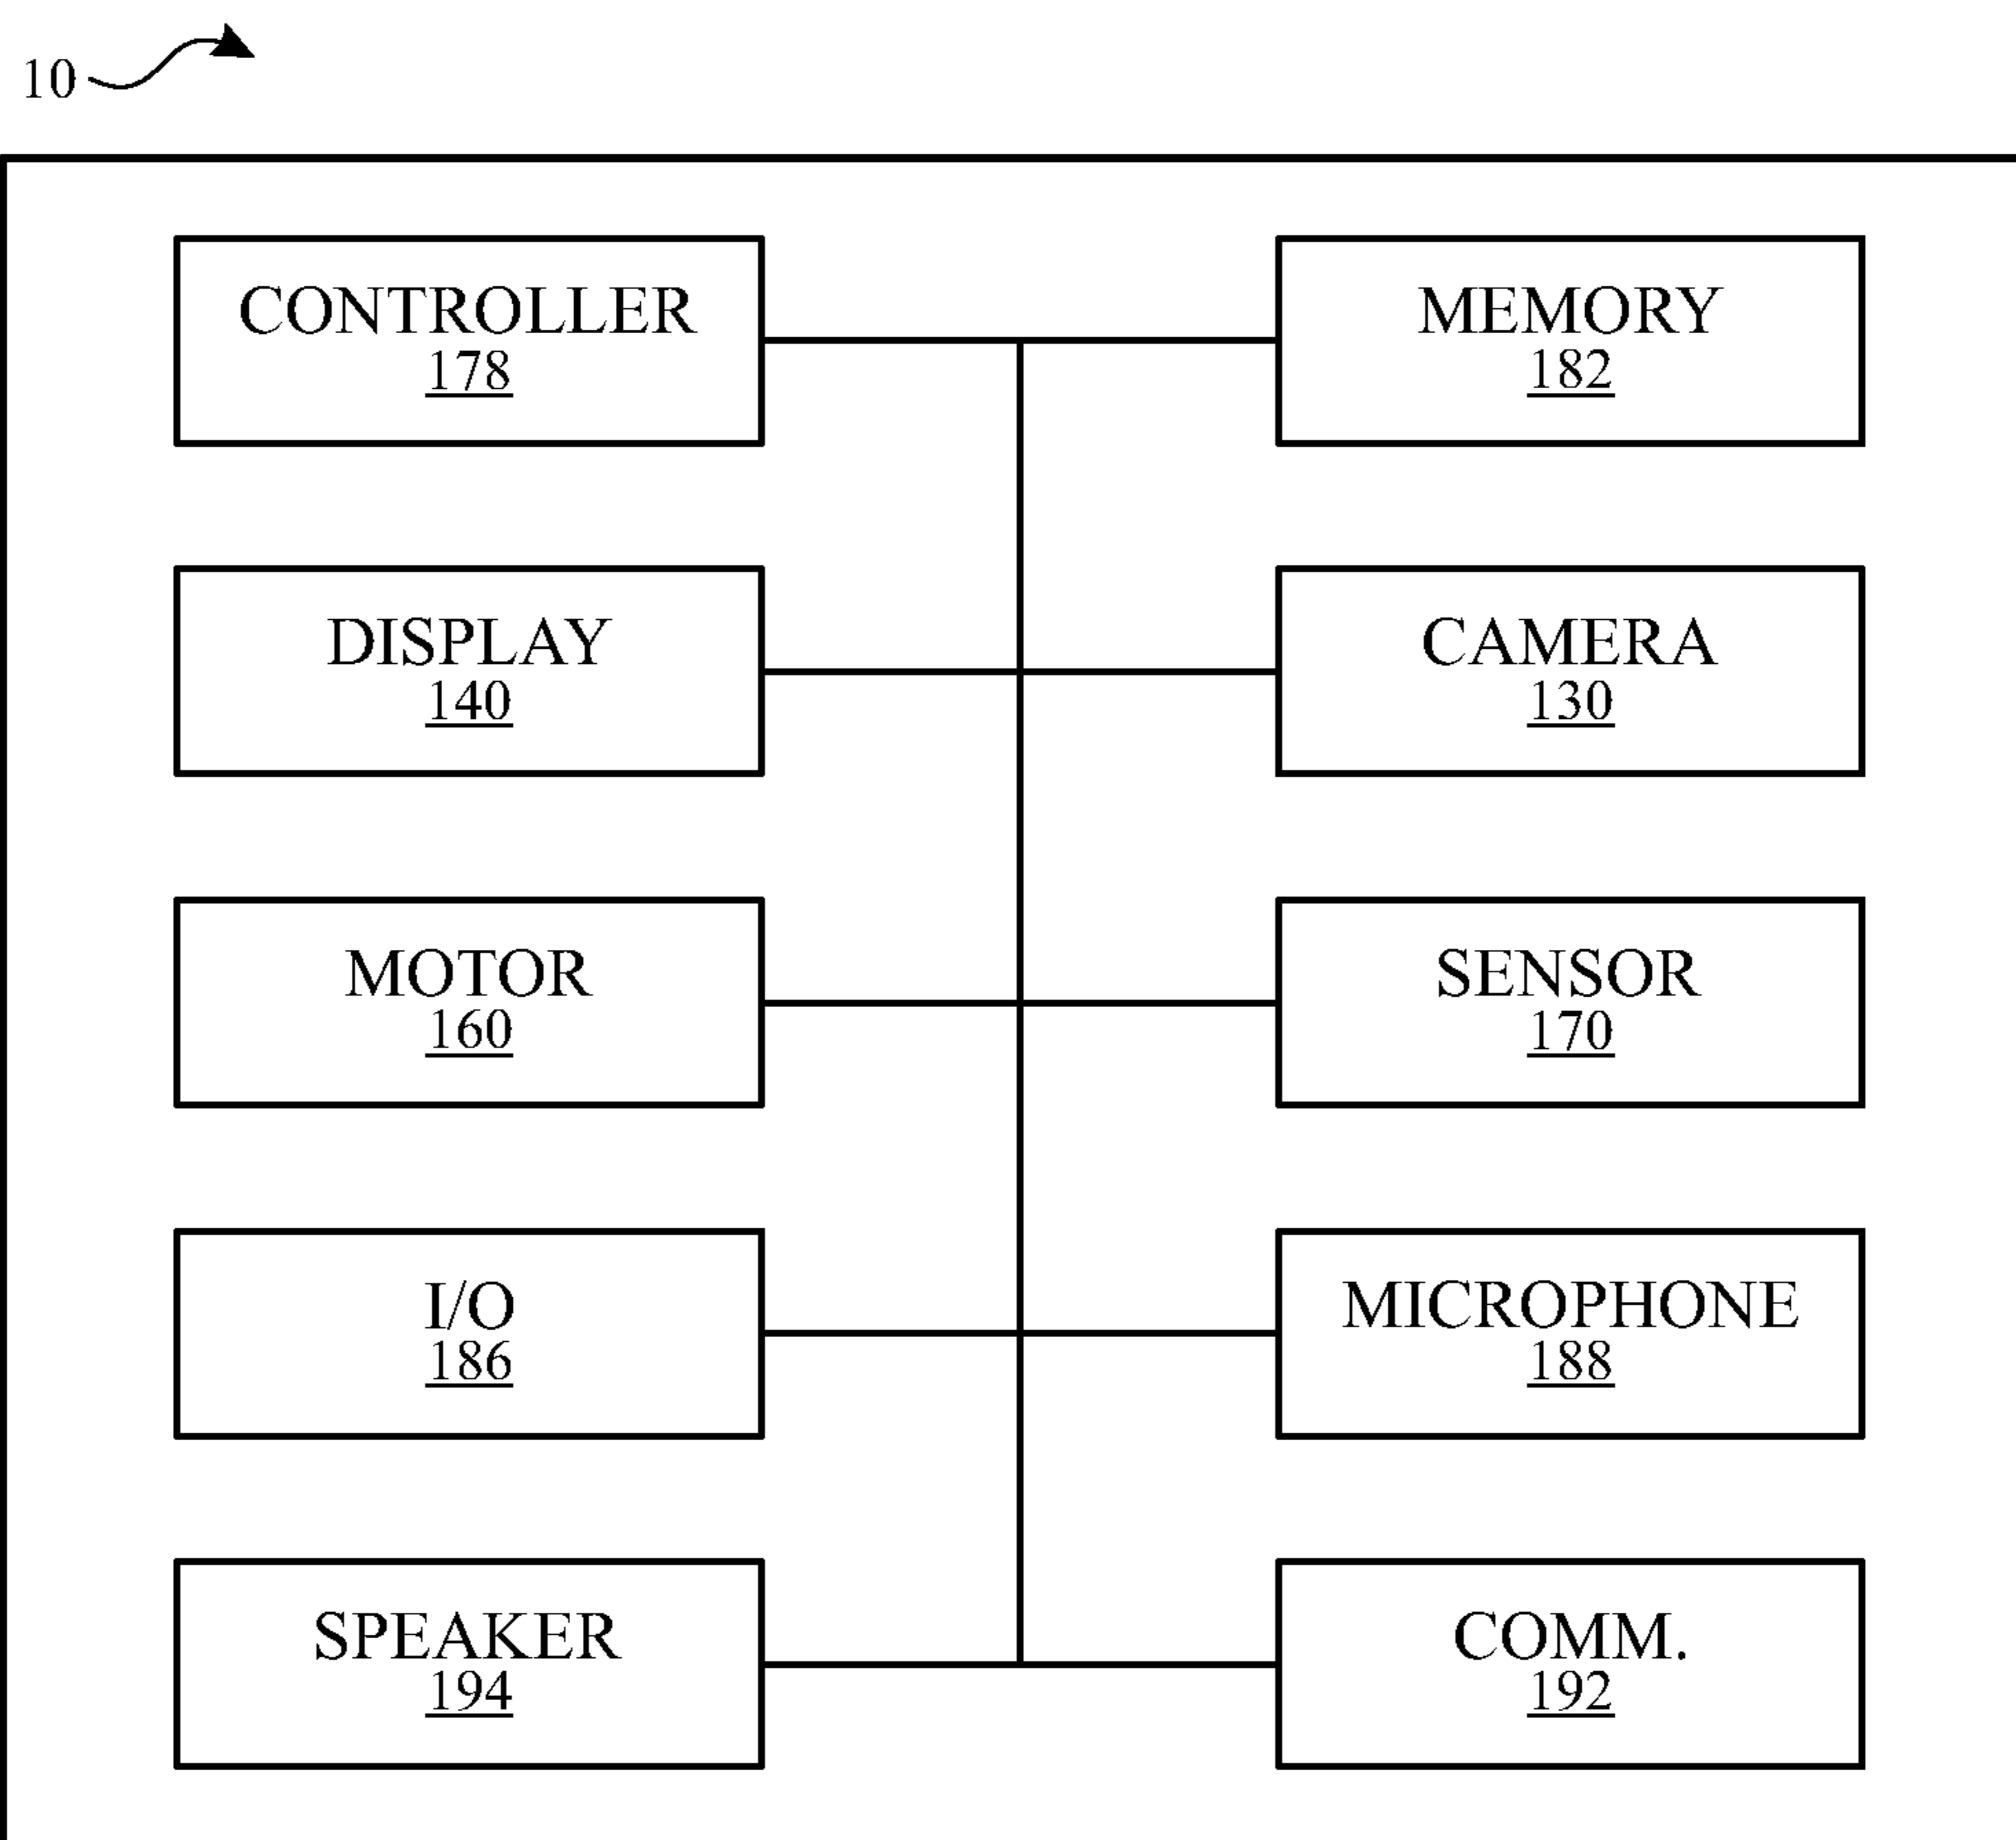 10
CONTROLLER
178
MEMORY
182
DISPLAY
140
CAMERA
130
MOTOR
160
SENSOR
170
I/O
186
MICROPHONE
188
SPEAKER
194
COMM.
192